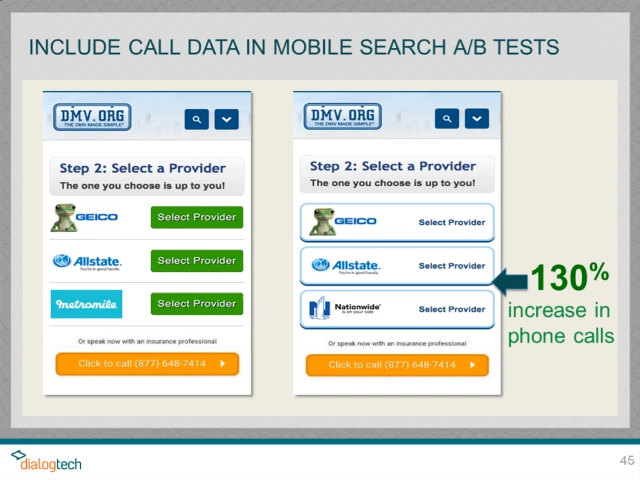 INCLUDE CALL DATA IN MOBILE SEARCH A/B TESTS
DMV.ORG
THE DMV MADE SIMPLE
Step 2: Select a Provider
The one you choose is up to you!
GEICO
Select Provider
Allstate.
You're in good hands.
Select Provider
metromile
Select Provider
Or speak now with an insurance professional
Click to call (877) 648-7414
DMV.ORG
THE DMV MADE SIMPLE
Step 2: Select a Provider
The one you choose is up to you!
GEICO
Select Provider
Allstate.
You're in good hands.
Select Provider
Nationwide
is on your side
Select Provider
Or speak now with an insurance professional
Click to call (877) 648-7414
130%
increase in
phone calls
dialogtech
45